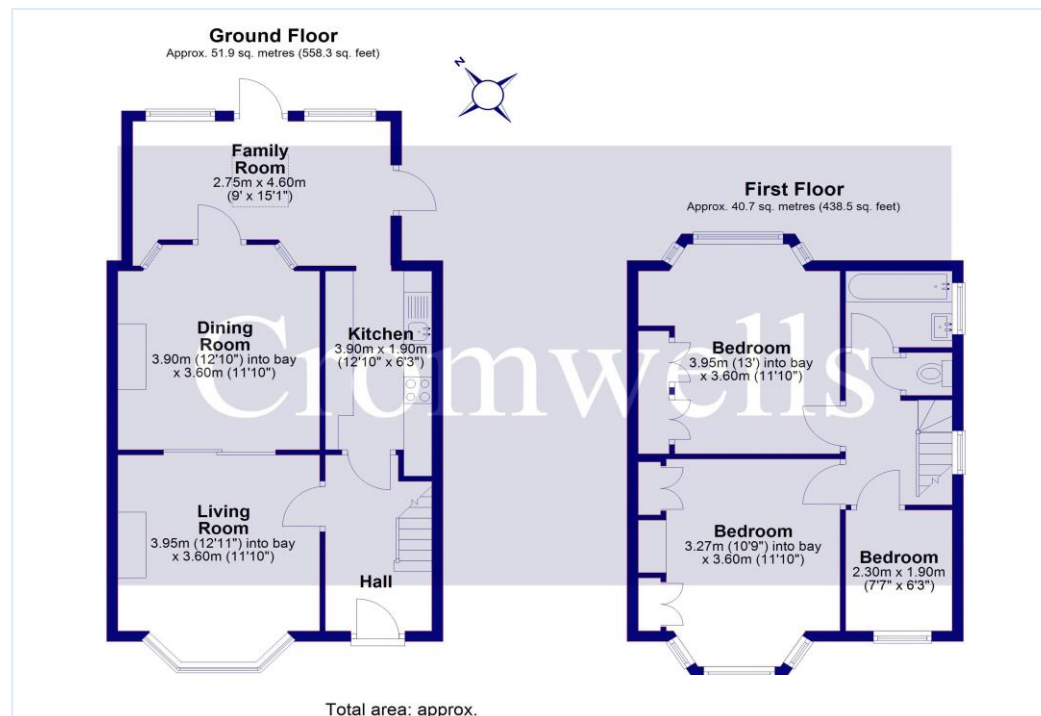 Ground Floor
Approx. 51.9 sq. metres (558.3 sq. feet)
N
Family
Room
2.75m x 4.60m
(9' x 15'1")
First Floor
Approx. 40.7 sq. metres (438.5 sq. feet)
Dining
Room
3.90m (12'10") into bay
x 3.60m (11'10")
Kitchen
3.90m x 1.90m
(12'10" x 6'3")
Bedroom
3.95m (13') into bay
x 3.60m (11'10")
Cromwells
Living
Room
3.95m (12'11") into bay
x 3.60m (11'10")
Hall
Bedroom
3.27m (10'9") into bay
x 3.60m (11'10")
Bedroom
2.30m x 1.90m
(7'7" x 6'3")
Total area: approx.